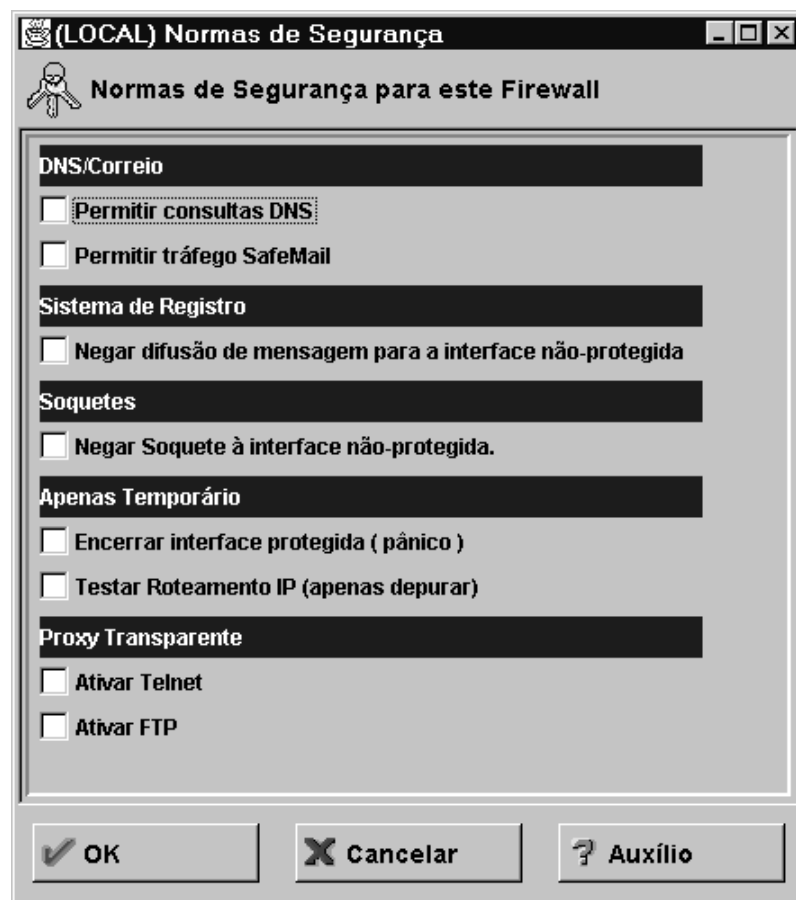 (LOCAL) Normas de Segurança
Normas de Segurança para este Firewall
DNS/Correio
Permitir consultas DNS
Permitir tráfego SafeMail
Sistema de Registro
Negar difusão de mensagem para a interface não-protegida
Soquetes
Negar Soquete à interface não-protegida.
Apenas Temporário
Encerrar interface protegida ( pânico )
Testar Roteamento IP (apenas depurar)
Proxy Transparente
Ativar Telnet
Ativar FTP
OK Cancelar Auxílio